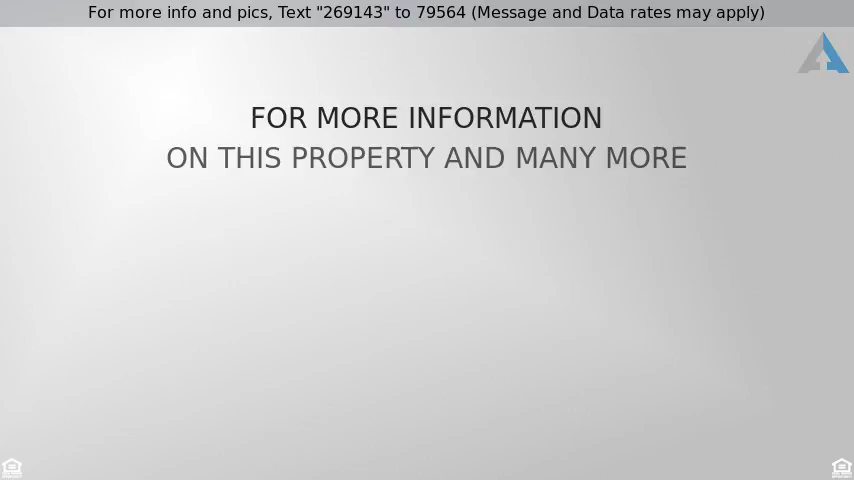 For more info and pics, Text "269143" to 79564 (Message and Data rates may apply)
FOR MORE INFORMATION
ON THIS PROPERTY AND MANY MORE